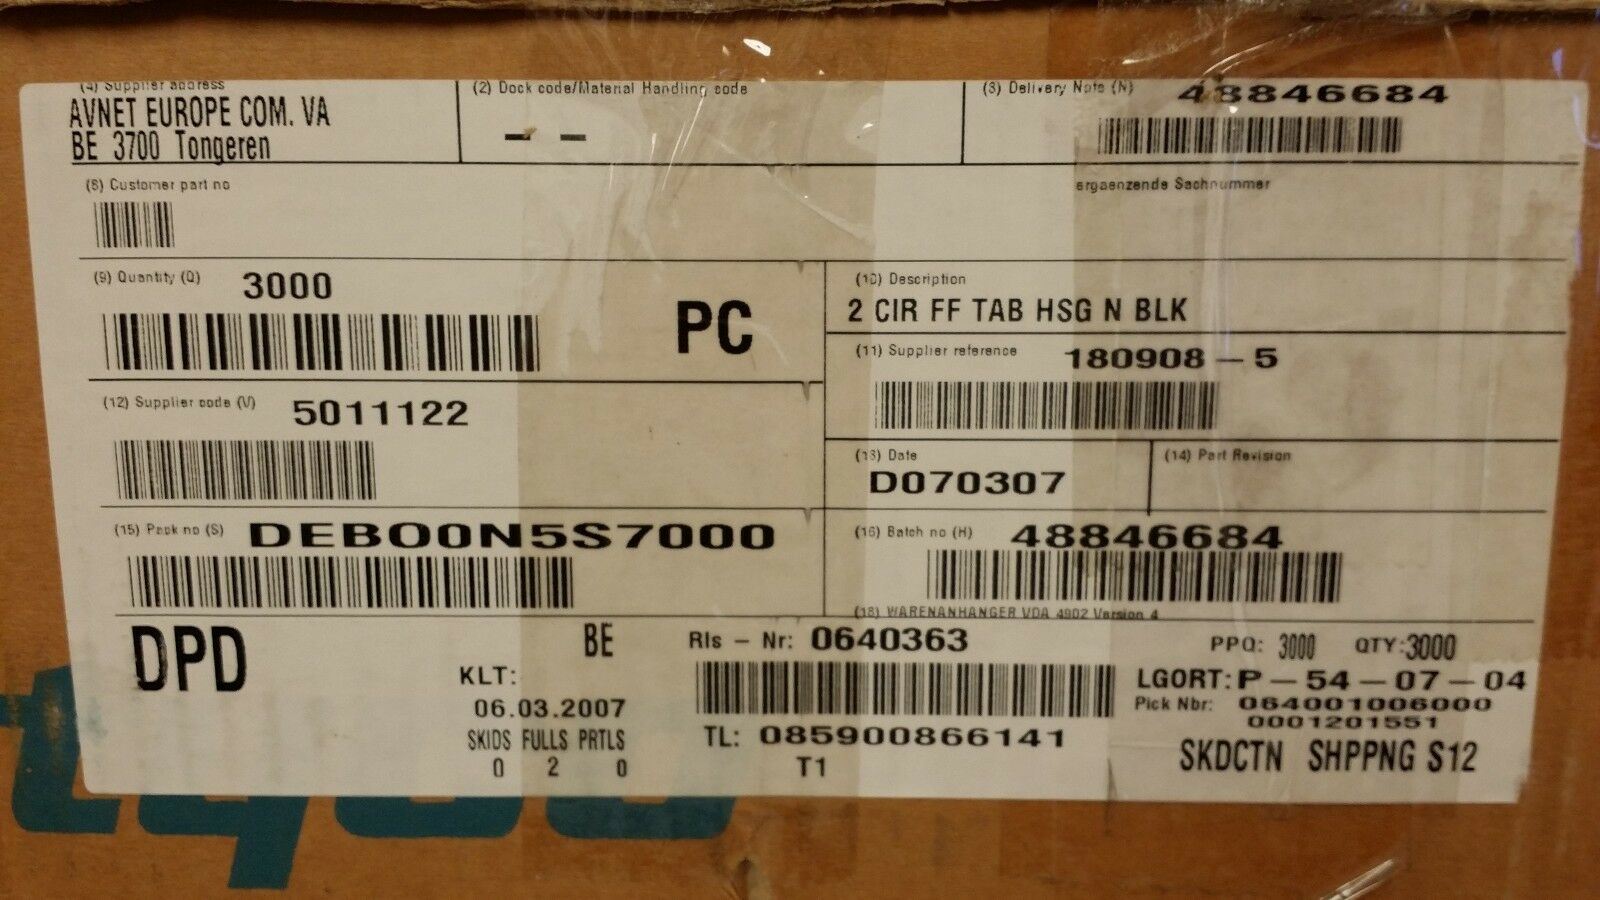 (4) Supplier address
AVNET EUROPE COM. VA
BE 3700 Tongeren
(2) Dock code/Material Handling code
— —
(3) Delivery Note (N) 48846684
(8) Customer part no
ergaenzende Sachnummer
(9) Quantity (Q) 3000
PC
(10) Description
2 CIR FF TAB HSG N BLK
(11) Supplier reference 180908 – 5
(12) Supplier code (V) 5011122
(13) Date
D070307
(14) Part Revision
(15) Pack no (S) DEBO0N5S7000
(16) Batch no (H) 48846684
(18) WARENANHANGER VDA 4902 Version 4
DPD
BE
KLT:
06.03.2007
SKIDS FULLS PRTLS
0 2 0
Rls – Nr: 0640363
TL: 085900866141
T1
PPQ: 3000 QTY:3000
LGORT: P – 54 – 07 – 04
Pick Nbr: 064001006000
0001201551
SKDCTN SHPPNG S12
tyco